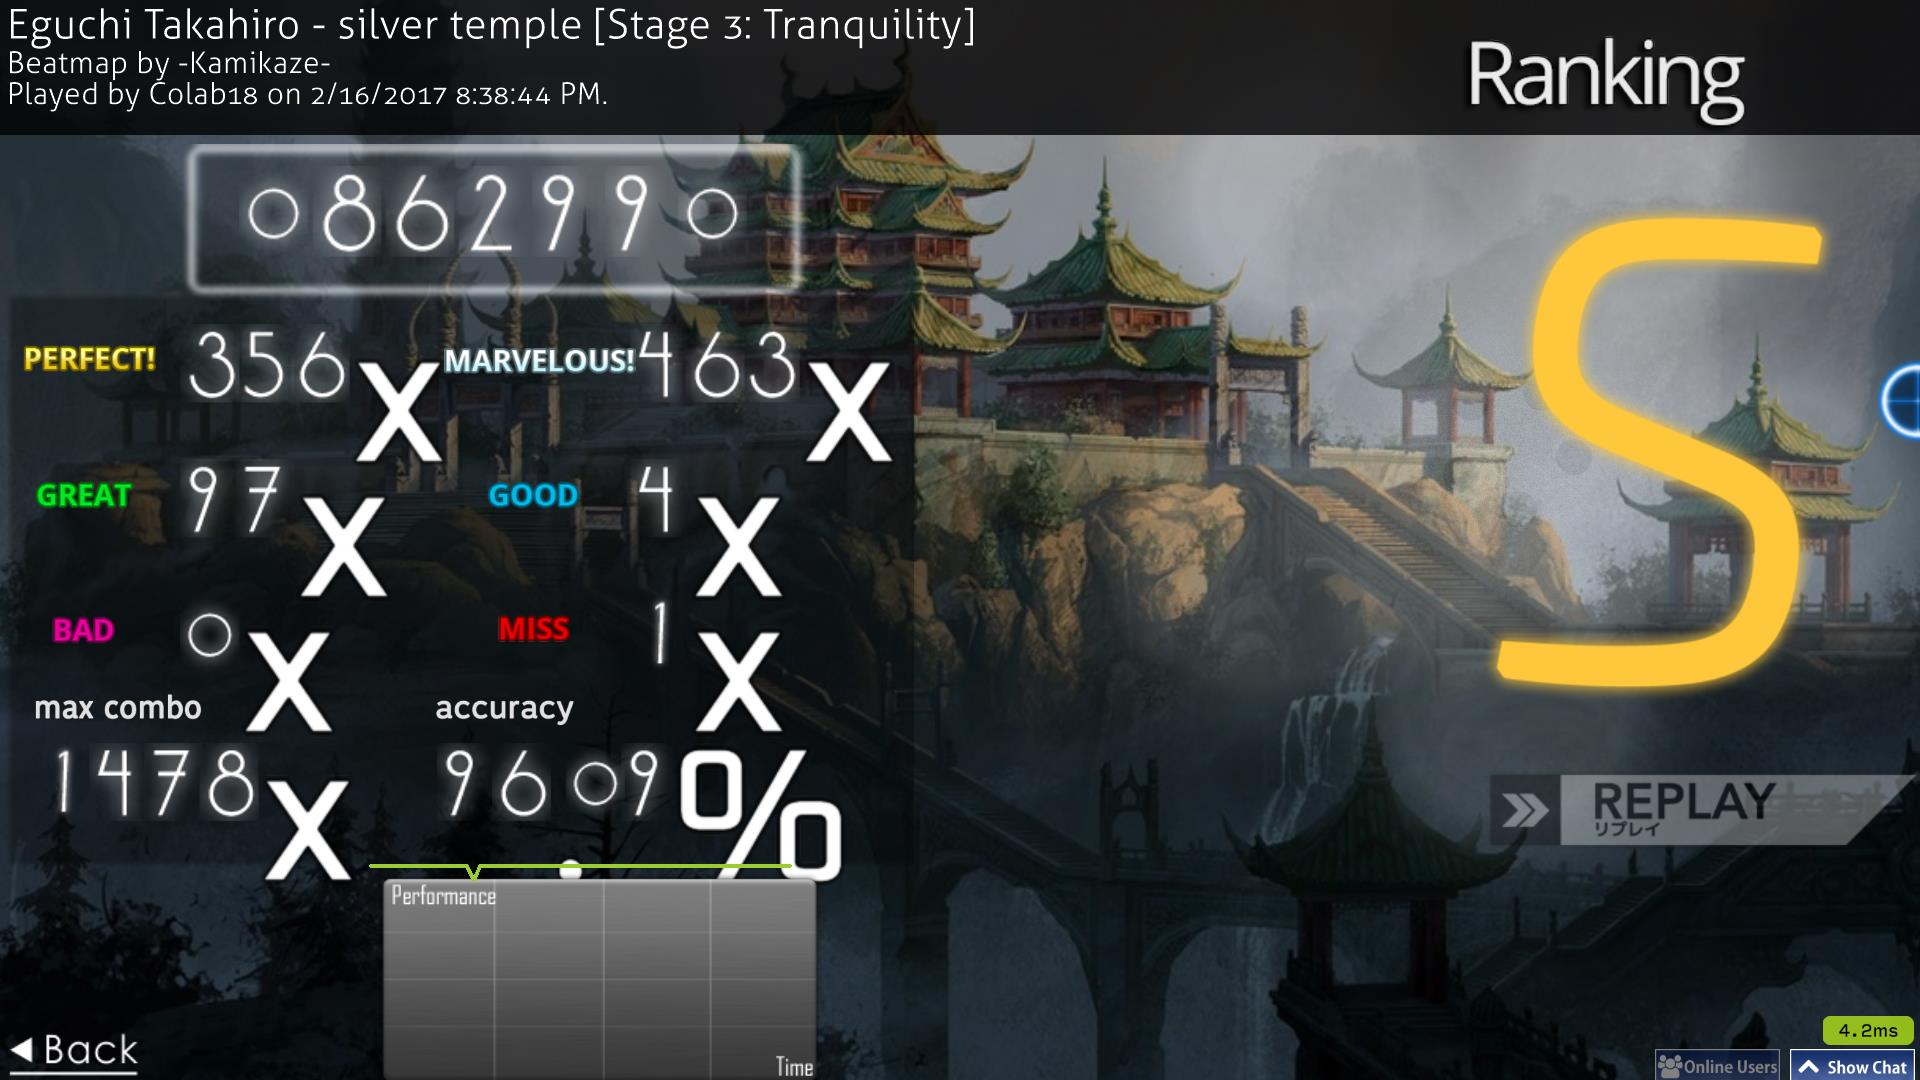 Eguchi Takahiro - silver temple [Stage 3: Tranquility]
Beatmap by -Kamikaze-
Played by Colab18 on 2/16/2017 8:38:44 PM.
Ranking
0862990
PERFECT! 356X MARVELOUS! 463X
GREAT 97X GOOD 4X
BAD 0X MISS 1X
max combo accuracy
1478X 96.09%
S
REPLAY
リプレイ
Performance
Time
Back
4.2ms
Online Users
Show Chat